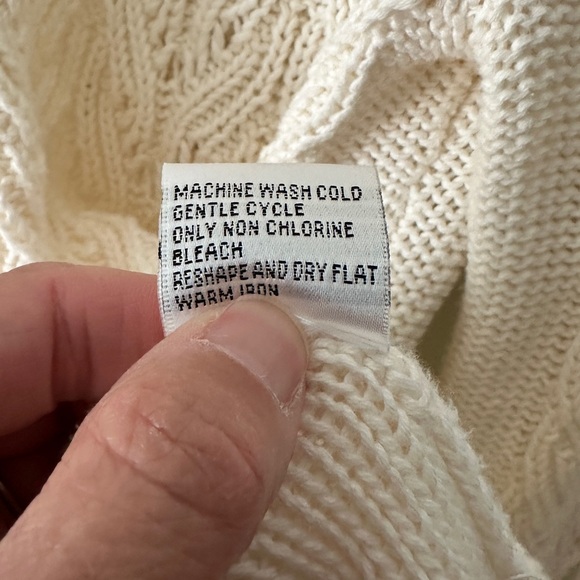 MACHINE WASH COLD
GENTLE CYCLE
ONLY NON CHLORINE
BLEACH
RESHAPE AND DRY FLAT
WARM IRON